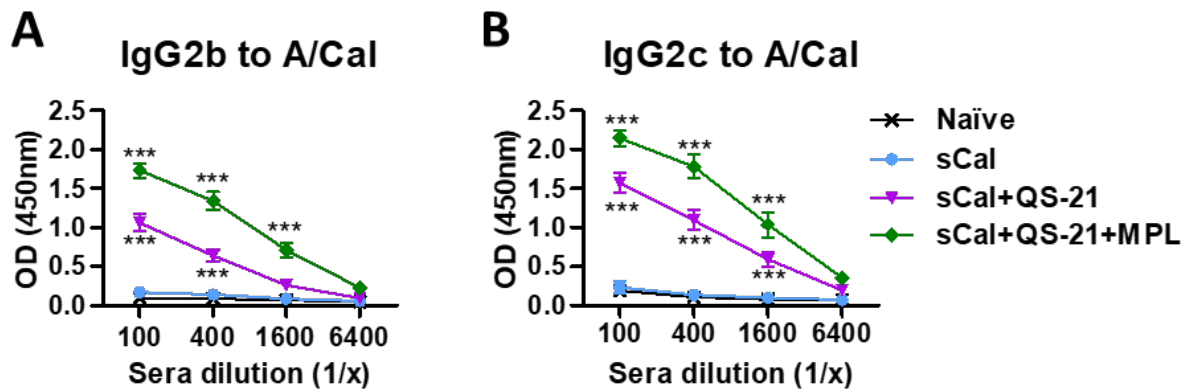 A
IgG2b to A/Cal
OD (450nm)
2.5
2.0
1.5
1.0
0.5
0.0
***
***
***
***
***
100
400
1600
6400
Sera dilution (1/x)
B
IgG2c to A/Cal
OD (450nm)
2.5
2.0
1.5
1.0
0.5
0.0
***
***
***
***
***
***
100
400
1600
6400
Sera dilution (1/x)
Naïve
sCal
sCal+QS-21
sCal+QS-21+MPL